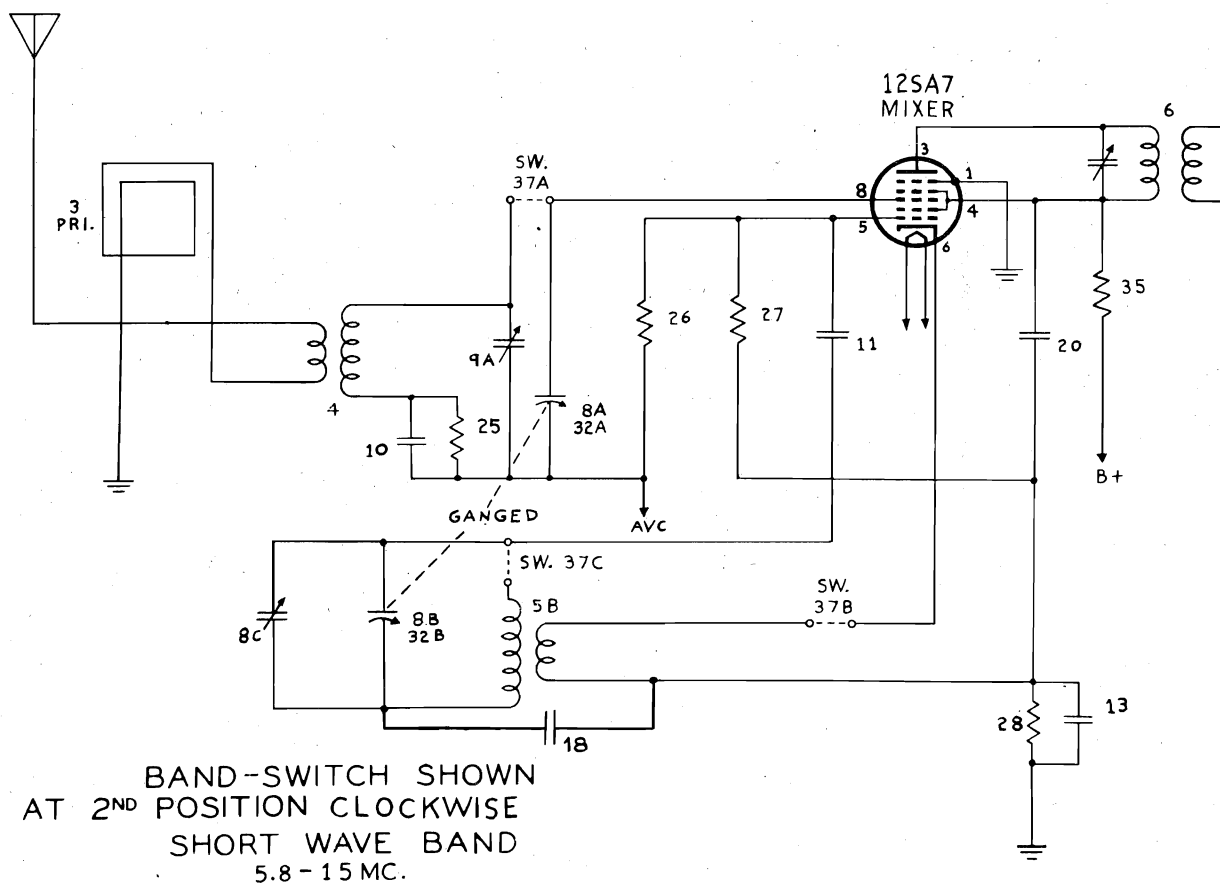 12SA7
MIXER
6
3
1
SW.
37A
8
4
5
6
3
PRI.
35
26
27
11
20
9A
4
8A
32A
25
10
B+
GANGED
AVC
SW. 37C
SW.
37B
5B
8C
8B
32B
13
28
18
BAND-SWITCH SHOWN
AT 2ND POSITION CLOCKWISE
SHORT WAVE BAND
5.8-15 MC.